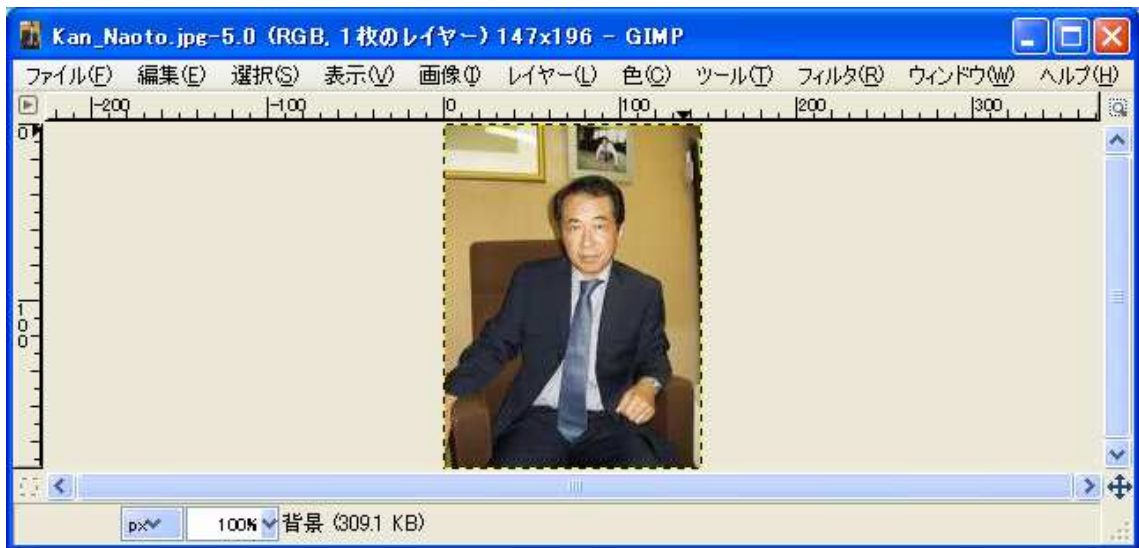 Kan_Naoto.jpg-5.0 (RGB, 1枚のレイヤー) 147x196 – GIMP
ファイル(F) 編集(E) 選択(S) 表示(V) 画像(I) レイヤー(L) 色(C) ツール(T) フィルタ(R) ウィンドウ(W) ヘルプ(H)
-200 -100 0 100 200 300
0
100
px 100% 背景 (309.1 KB)